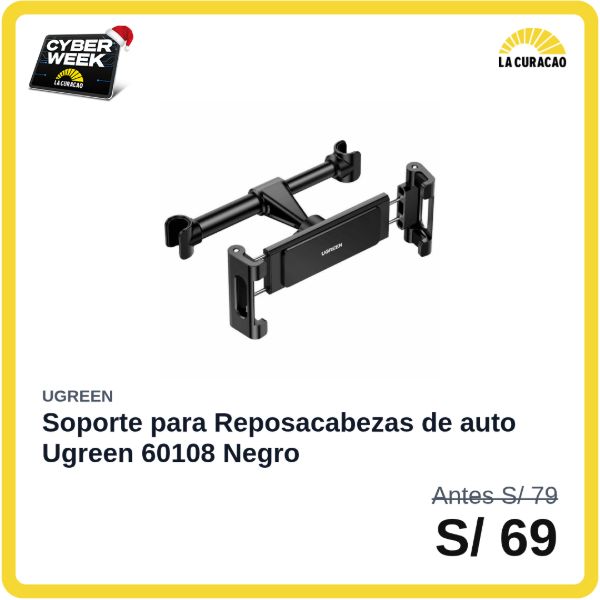 CYBER
WEEK
LA CURACAO
LA CURACAO
UGREEN
UGREEN
Soporte para Reposacabezas de auto
Ugreen 60108 Negro
Antes S/ 79
S/ 69